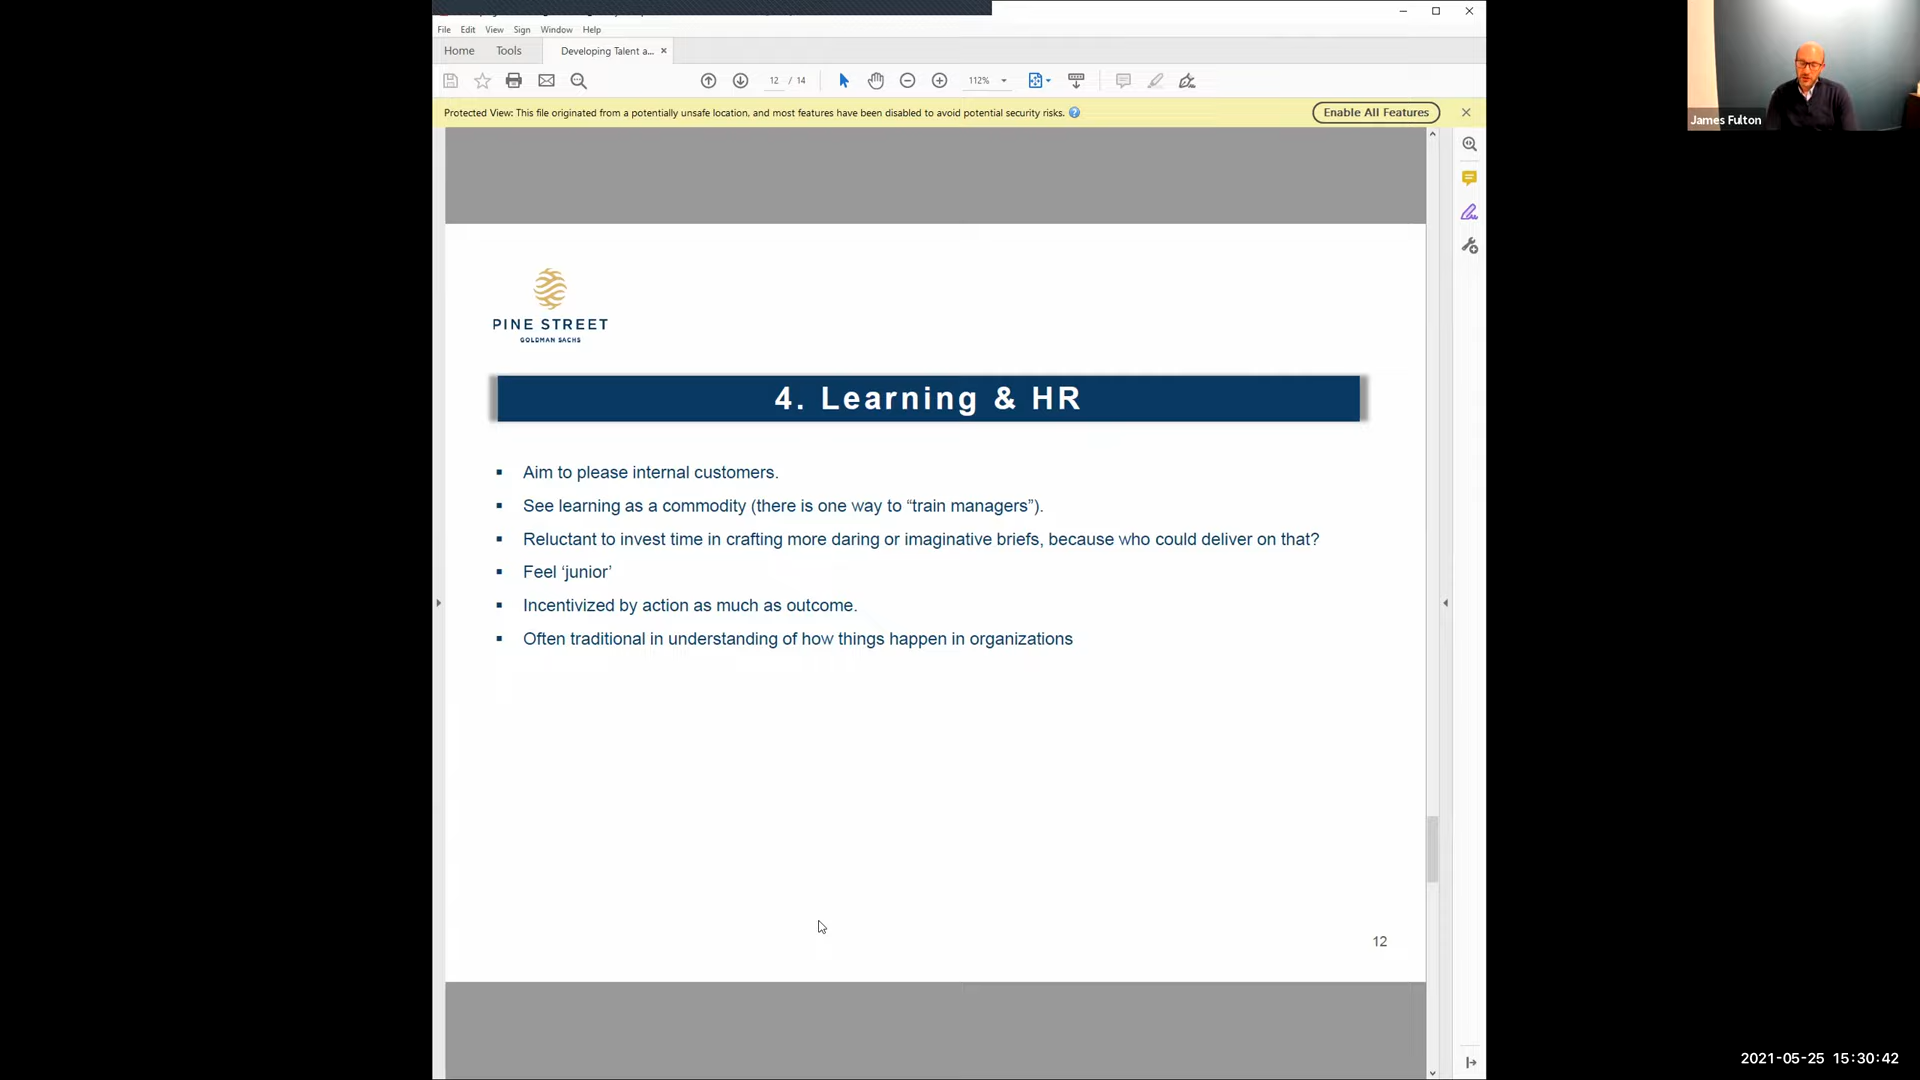 File Edit View Sign Window Help
Home Tools Developing Talent a...
12 / 14 112%
Protected View: This file originated from a potentially unsafe location, and most features have been disabled to avoid potential security risks. Enable All Features
James Fulton
PINE STREET
GOLDMAN SACHS
4. Learning & HR
Aim to please internal customers.
See learning as a commodity (there is one way to “train managers”).
Reluctant to invest time in crafting more daring or imaginative briefs, because who could deliver on that?
Feel ‘junior’
Incentivized by action as much as outcome.
Often traditional in understanding of how things happen in organizations
12
2021-05-25 15:30:42